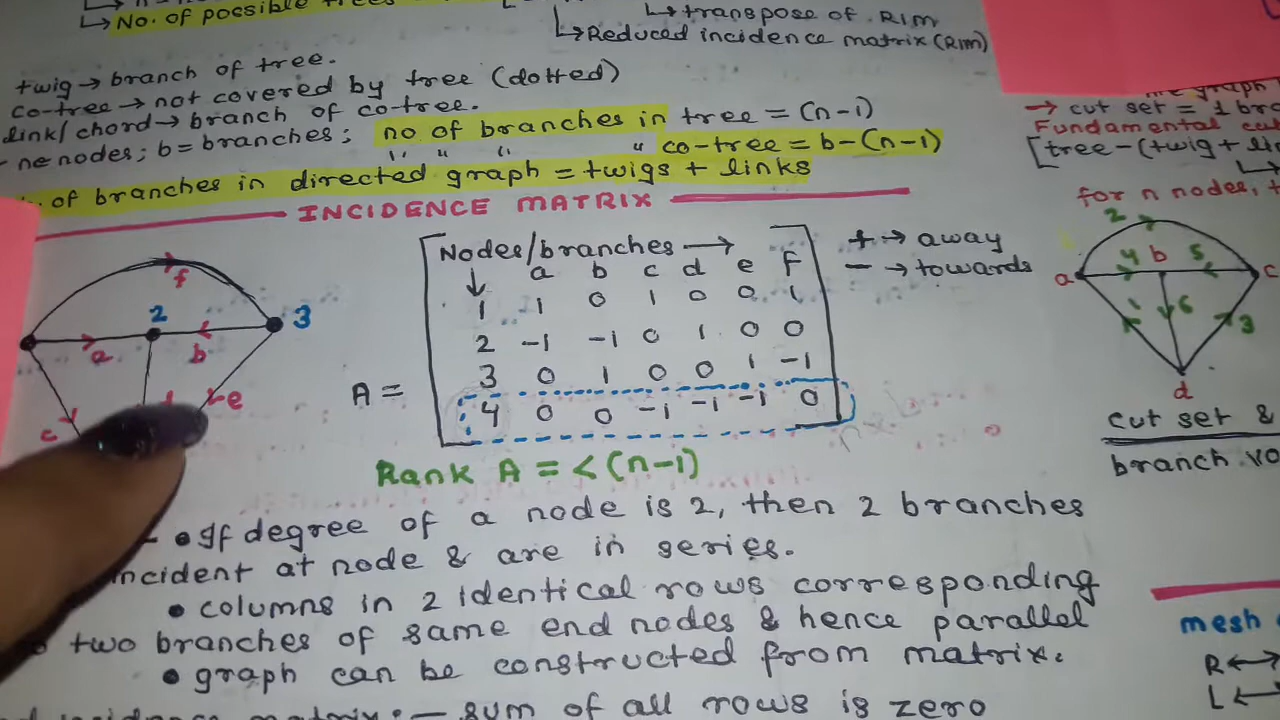 ↳ No. of possible trees
↳ transpose of RIM
↳ Reduced incidence matrix (RIM)
twig → branch of tree.
co-tree → not covered by tree (dotted)
link/chord → branch of co-tree.
nodes; b = branches; no. of branches in tree = (n-1)
" " " " co-tree = b-(n-1)
of branches in directed graph = twigs + links
INCIDENCE MATRIX
Nodes/branches →
↓ a b c d e f
1 1 0 1 0 0 1
2 -1 -1 0 1 0 0
3 0 1 0 0 1 -1
4 0 0 -1 -1 -1 0
A =
+ → away
- → towards
f
2
3
a
b
c
e
Rank A = < (n-1)
• If degree of a node is 2, then 2 branches
incident at node & are in series.
• columns in 2 identical rows corresponding
two branches of same end nodes & hence parallel
• graph can be constructed from matrix.
incidence matrix:- sum of all rows is zero
graph
→ cut set = 1
Fundamental
[tree-(twig +
for n nodes,
2
a
4
b
5
c
1
6
3
d
cut set &
branch
mesh
R ↔
L ↔